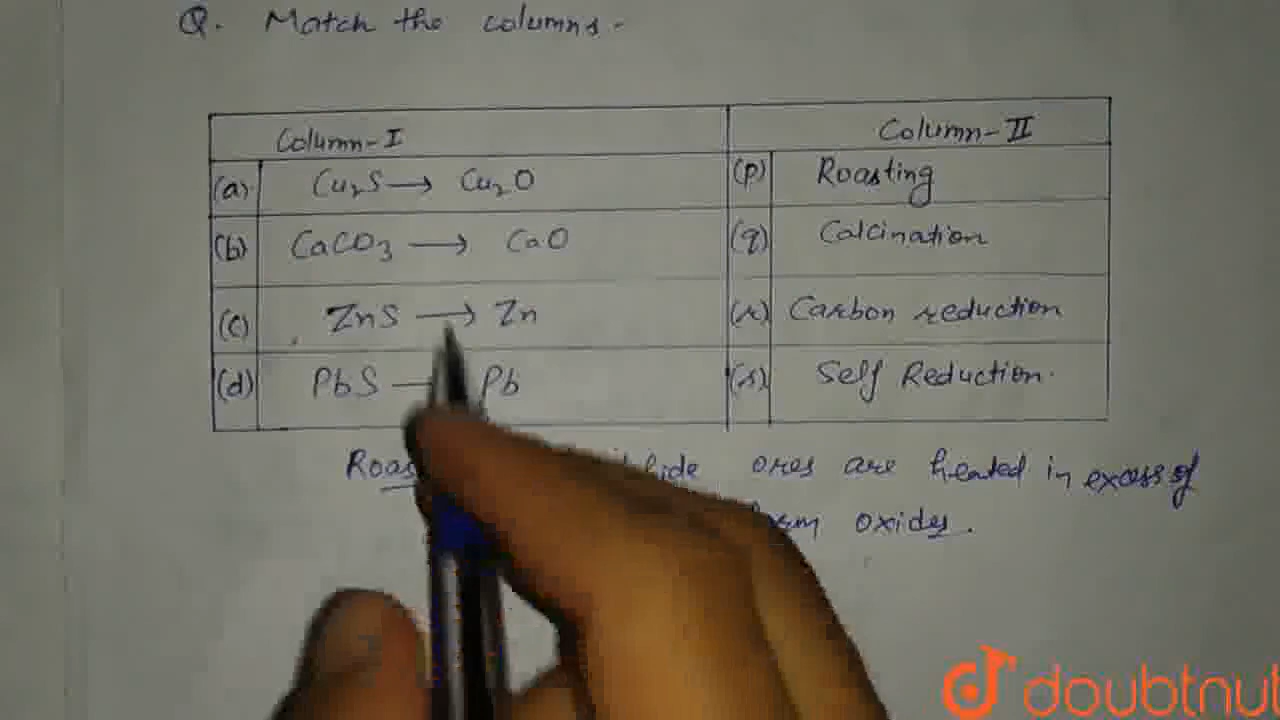 Q. Match the columns.
Column-I Column-II
(a) Cu₂S → Cu₂O (p) Roasting
(b) CaCO₃ → CaO (q) Calcination
(c) ZnS → Zn (r) Carbon reduction
(d) PbS → Pb (s) Self Reduction.
ores are heated in excess of
oxides.
doubtnut